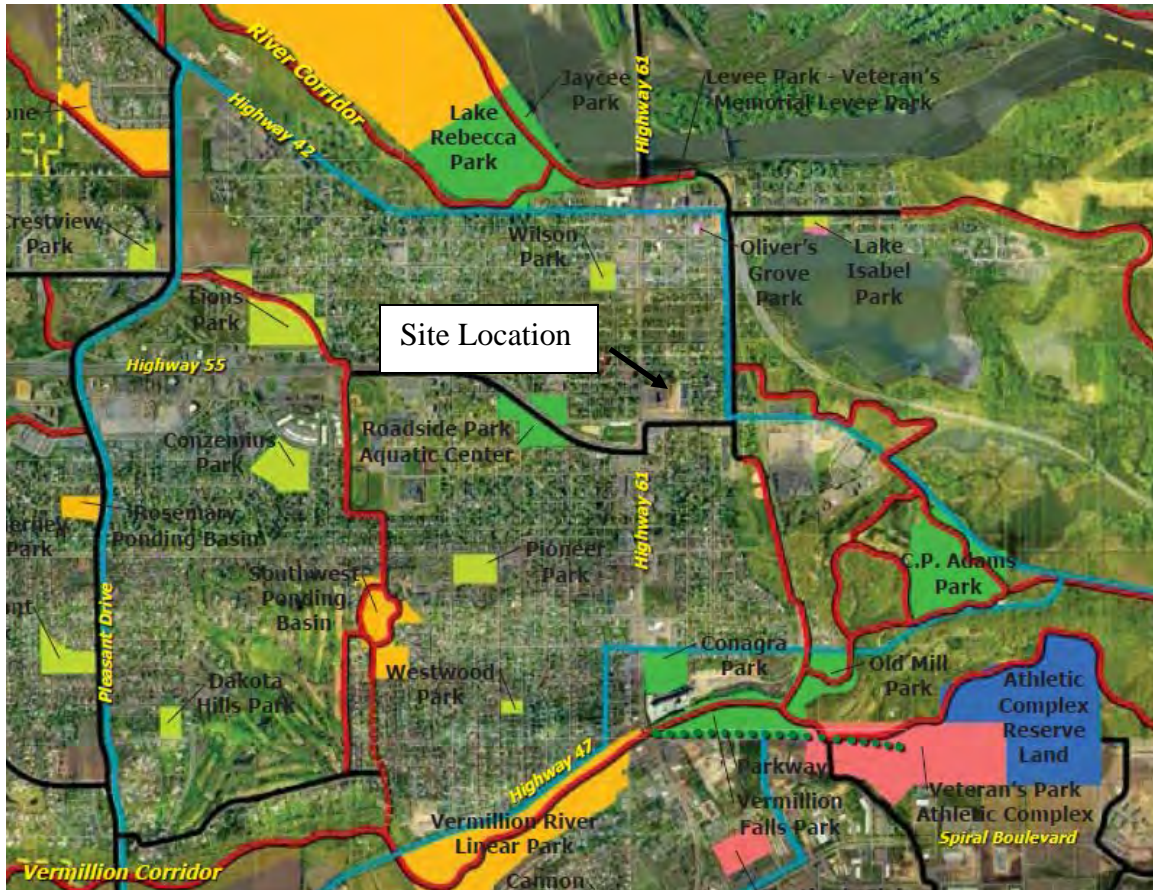 River Corridor
Highway 42
Lake
Rebecca
Park
Jaycee
Park
Highway 61
Levee Park - Veteran's
Memorial Levee Park
one
Crestview
Park
Wilson
Park
Oliver's
Grove
Park
Lake
Isabel
Park
Lions
Park
Site Location
Highway 55
Conzemius
Park
Roadside Park
Aquatic Center
Highway 61
Rosemary
Ponding Basin
Park
Southwest
Ponding
Basin
Pioneer
Park
C.P. Adams
Park
ant
Pleasant Drive
Dakota
Hills Park
Westwood
Park
Conagra
Park
Old Mill
Park
Athletic
Complex
Reserve
Land
Highway 47
Parkway
Vermillion
Falls Park
Veteran's Park
Athletic Complex
Spiral Boulevard
Vermillion River
Linear Park
Cannon
Vermillion Corridor